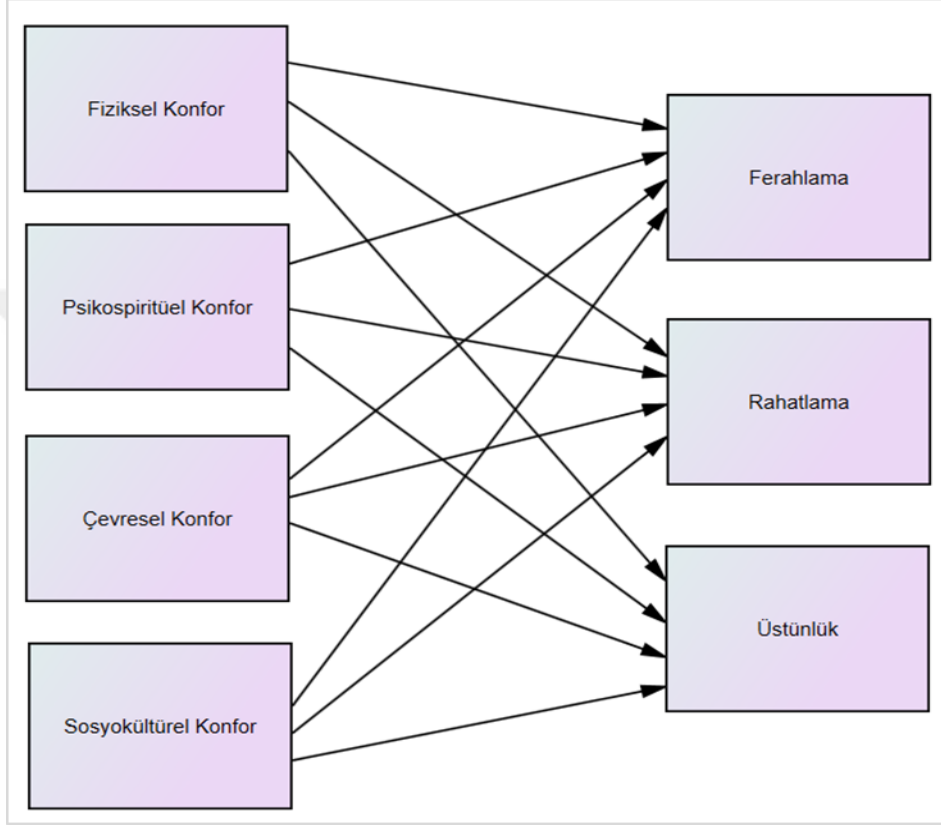 Fiziksel Konfor
Psikospiritüel Konfor
Çevresel Konfor
Sosyokültürel Konfor
Ferahlama
Rahatlama
Üstünlük